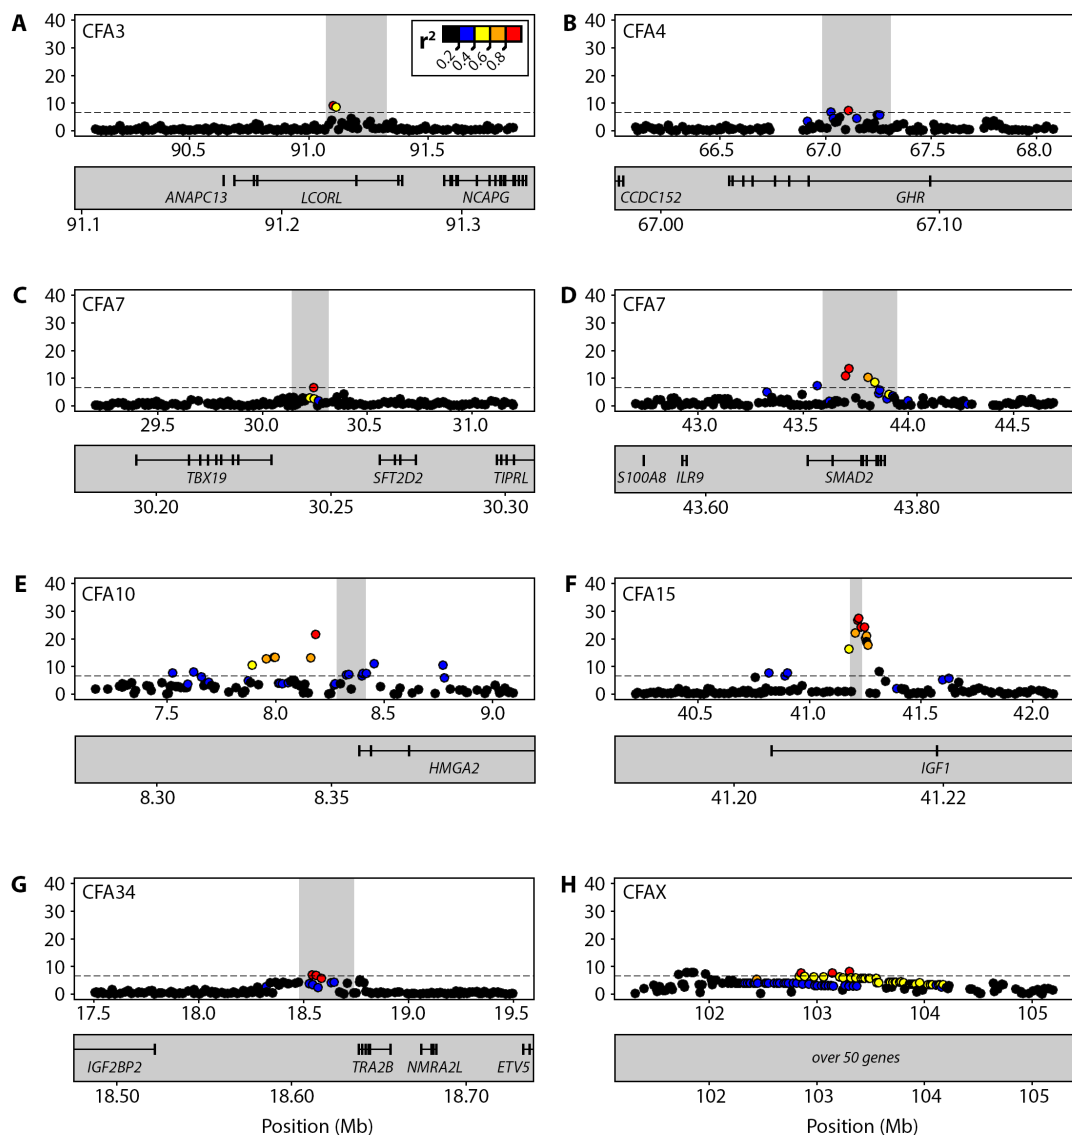 A
CFA3
r²
0.2 0.4 0.6 0.8
40
30
20
10
0
90.5 91.0 91.5
ANAPC13 LCORL NCAPG
91.1 91.2 91.3
B
CFA4
40
30
20
10
0
66.5 67.0 67.5 68.0
CCDC152 GHR
67.00 67.10
C
CFA7
40
30
20
10
0
29.5 30.0 30.5 31.0
TBX19 SFT2D2 TIPRL
30.20 30.25 30.30
D
CFA7
40
30
20
10
0
43.0 43.5 44.0 44.5
S100A8 ILR9 SMAD2
43.60 43.80
E
CFA10
40
30
20
10
0
7.5 8.0 8.5 9.0
HMGA2
8.30 8.35
F
CFA15
40
30
20
10
0
40.5 41.0 41.5 42.0
IGF1
41.20 41.22
G
CFA34
40
30
20
10
0
17.5 18.0 18.5 19.0 19.5
IGF2BP2 TRA2B NMRA2L ETV5
18.50 18.60 18.70
Position (Mb)
H
CFAX
40
30
20
10
0
102 103 104 105
over 50 genes
102 103 104 105
Position (Mb)